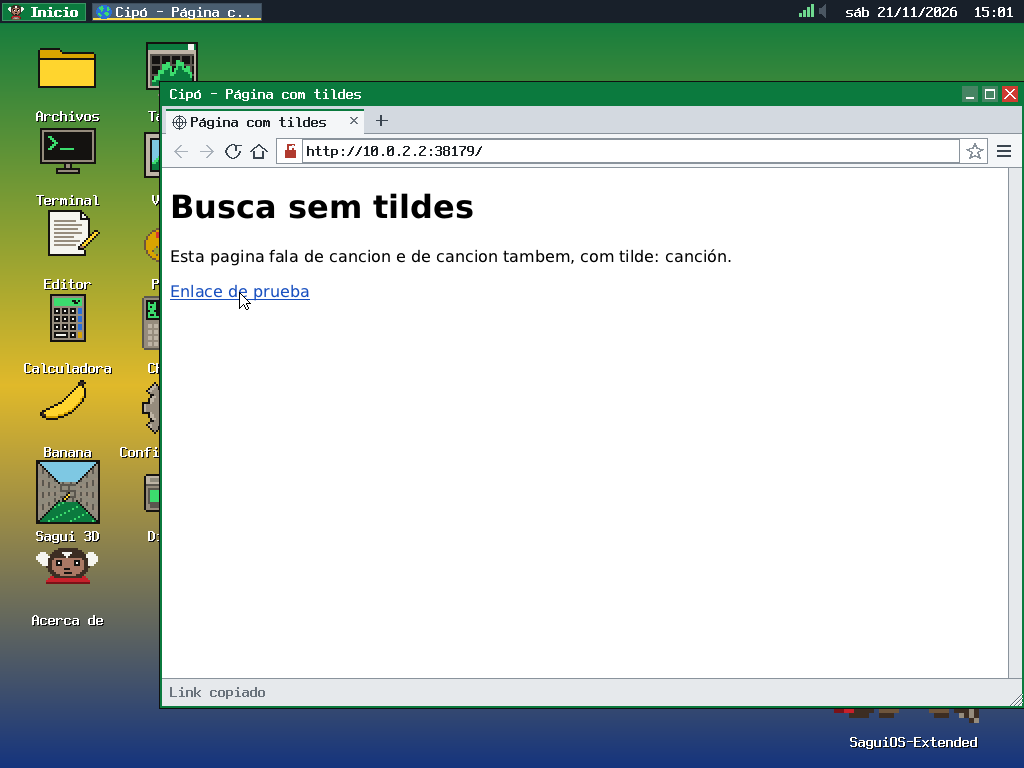 Inicio
Cipó - Página c..
sáb 21/11/2026 15:01
Archivos
Terminal
Editor
Calculadora
Banana
Sagui 3D
Acerca de
Cipó - Página com tildes
Página com tildes
http://10.0.2.2:38179/
Busca sem tildes
Esta pagina fala de cancion e de cancion tambem, com tilde: canción.
Enlace de prueba
Link copiado
SaguiOS-Extended